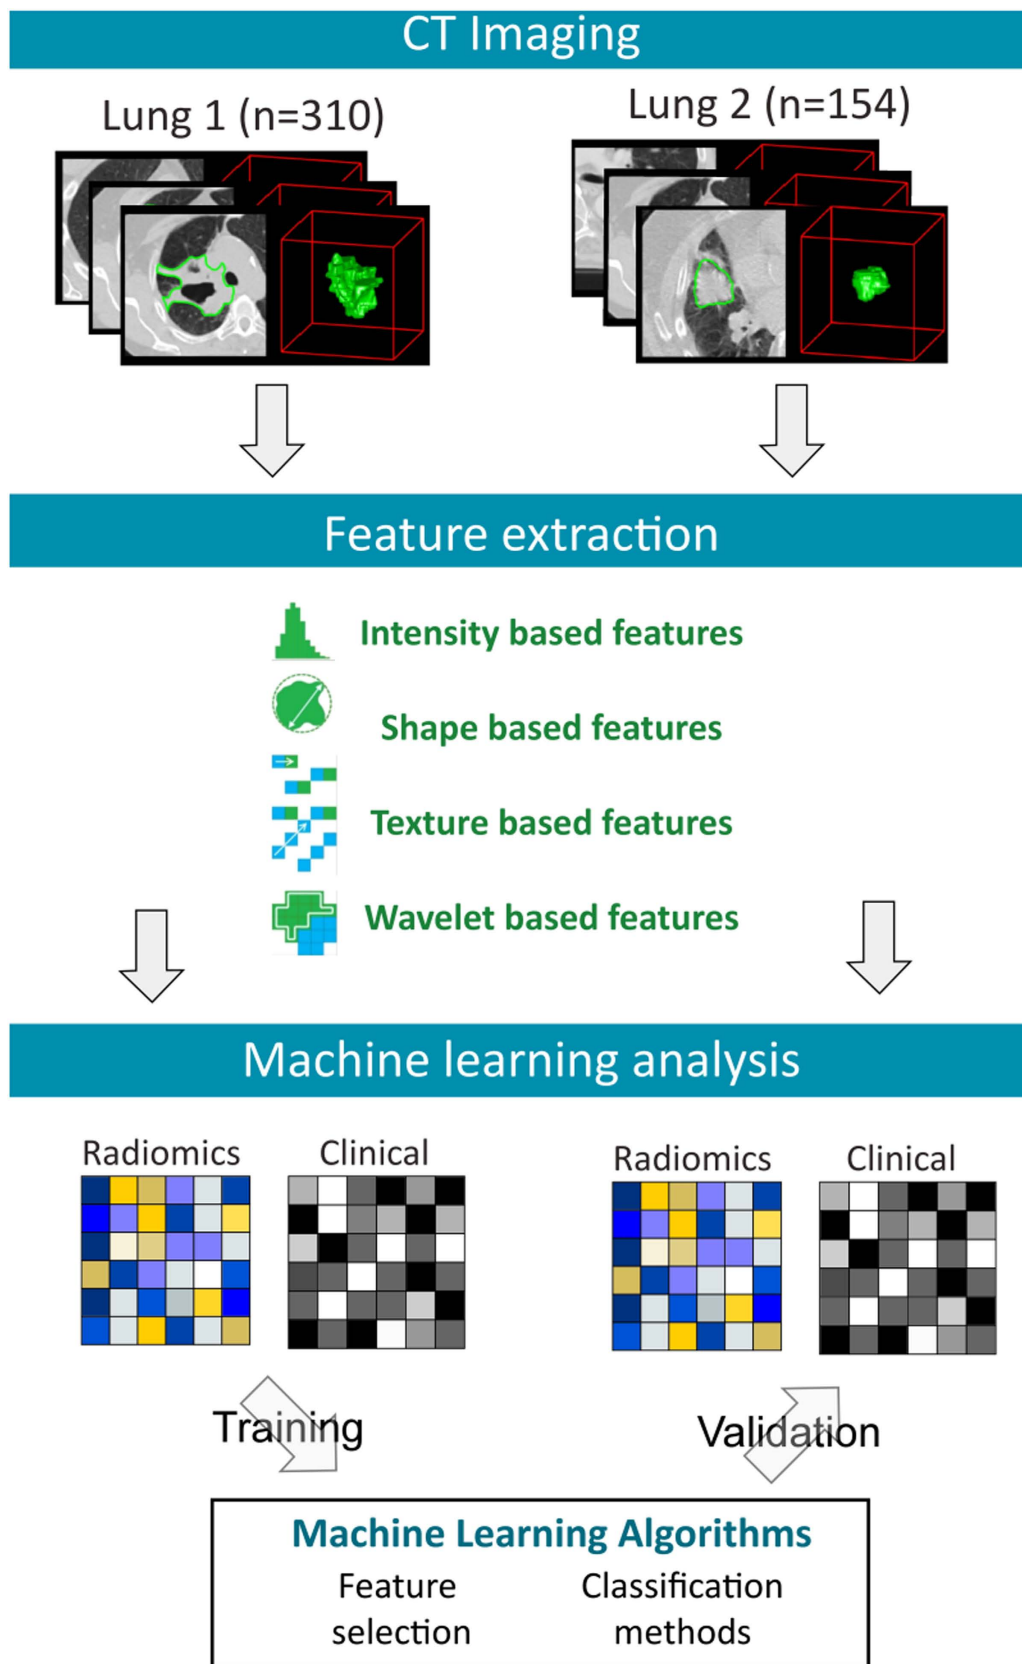 CT Imaging
Lung 1 (n=310)
Lung 2 (n=154)
Feature extraction
Intensity based features
Shape based features
Texture based features
Wavelet based features
Machine learning analysis
Radiomics
Clinical
Radiomics
Clinical
Training
Validation
Machine Learning Algorithms
Feature
selection
Classification
methods